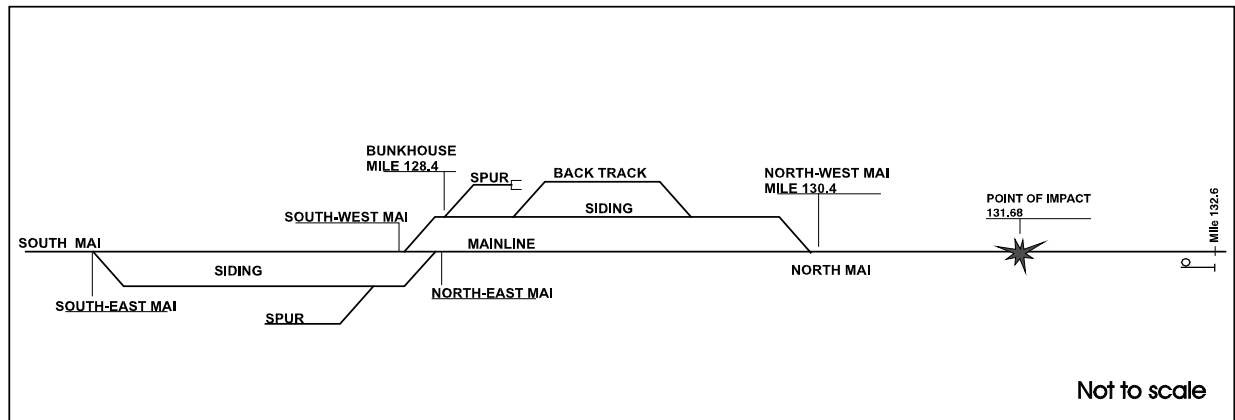 BUNKHOUSE
MILE 128.4
SPUR
BACK TRACK
NORTH-WEST MAI
MILE 130.4
POINT OF IMPACT
131.68
Mile 132.6
SOUTH-WEST MAI
SIDING
SOUTH MAI
MAINLINE
SIDING
NORTH MAI
SOUTH-EAST MAI
NORTH-EAST MAI
SPUR
Not to scale